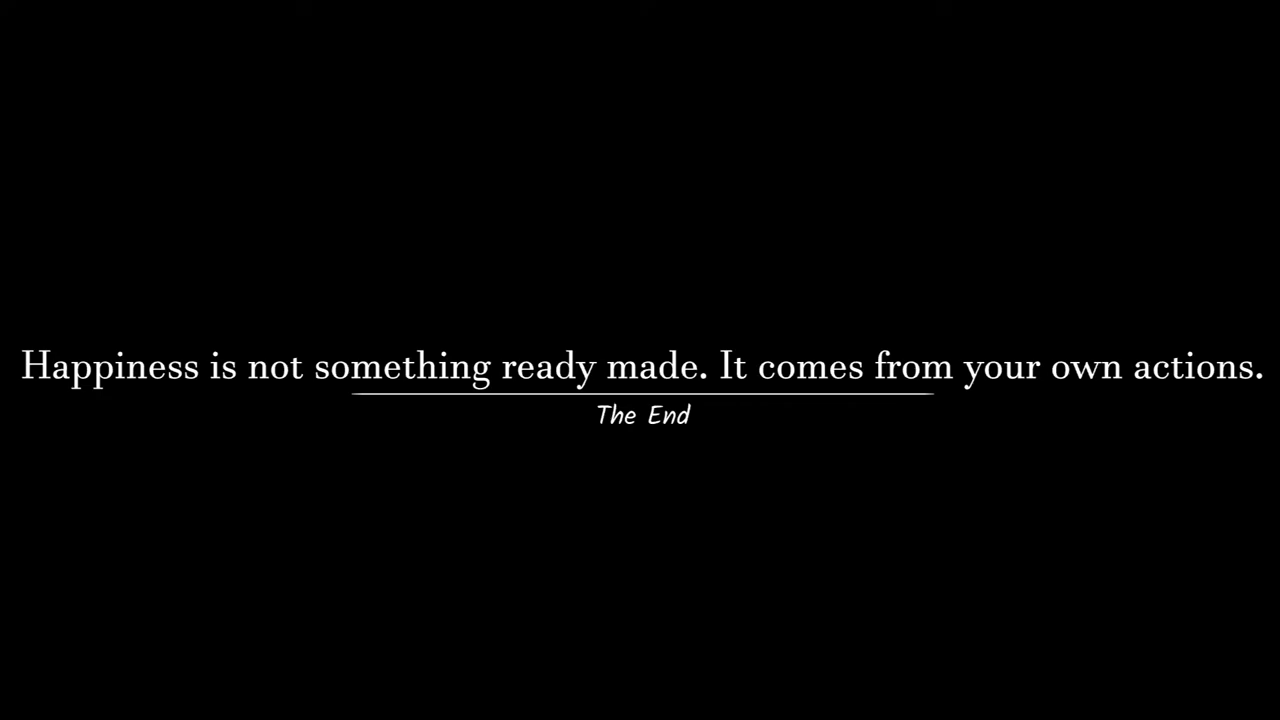 Happiness is not something ready made. It comes from your own actions.
The End